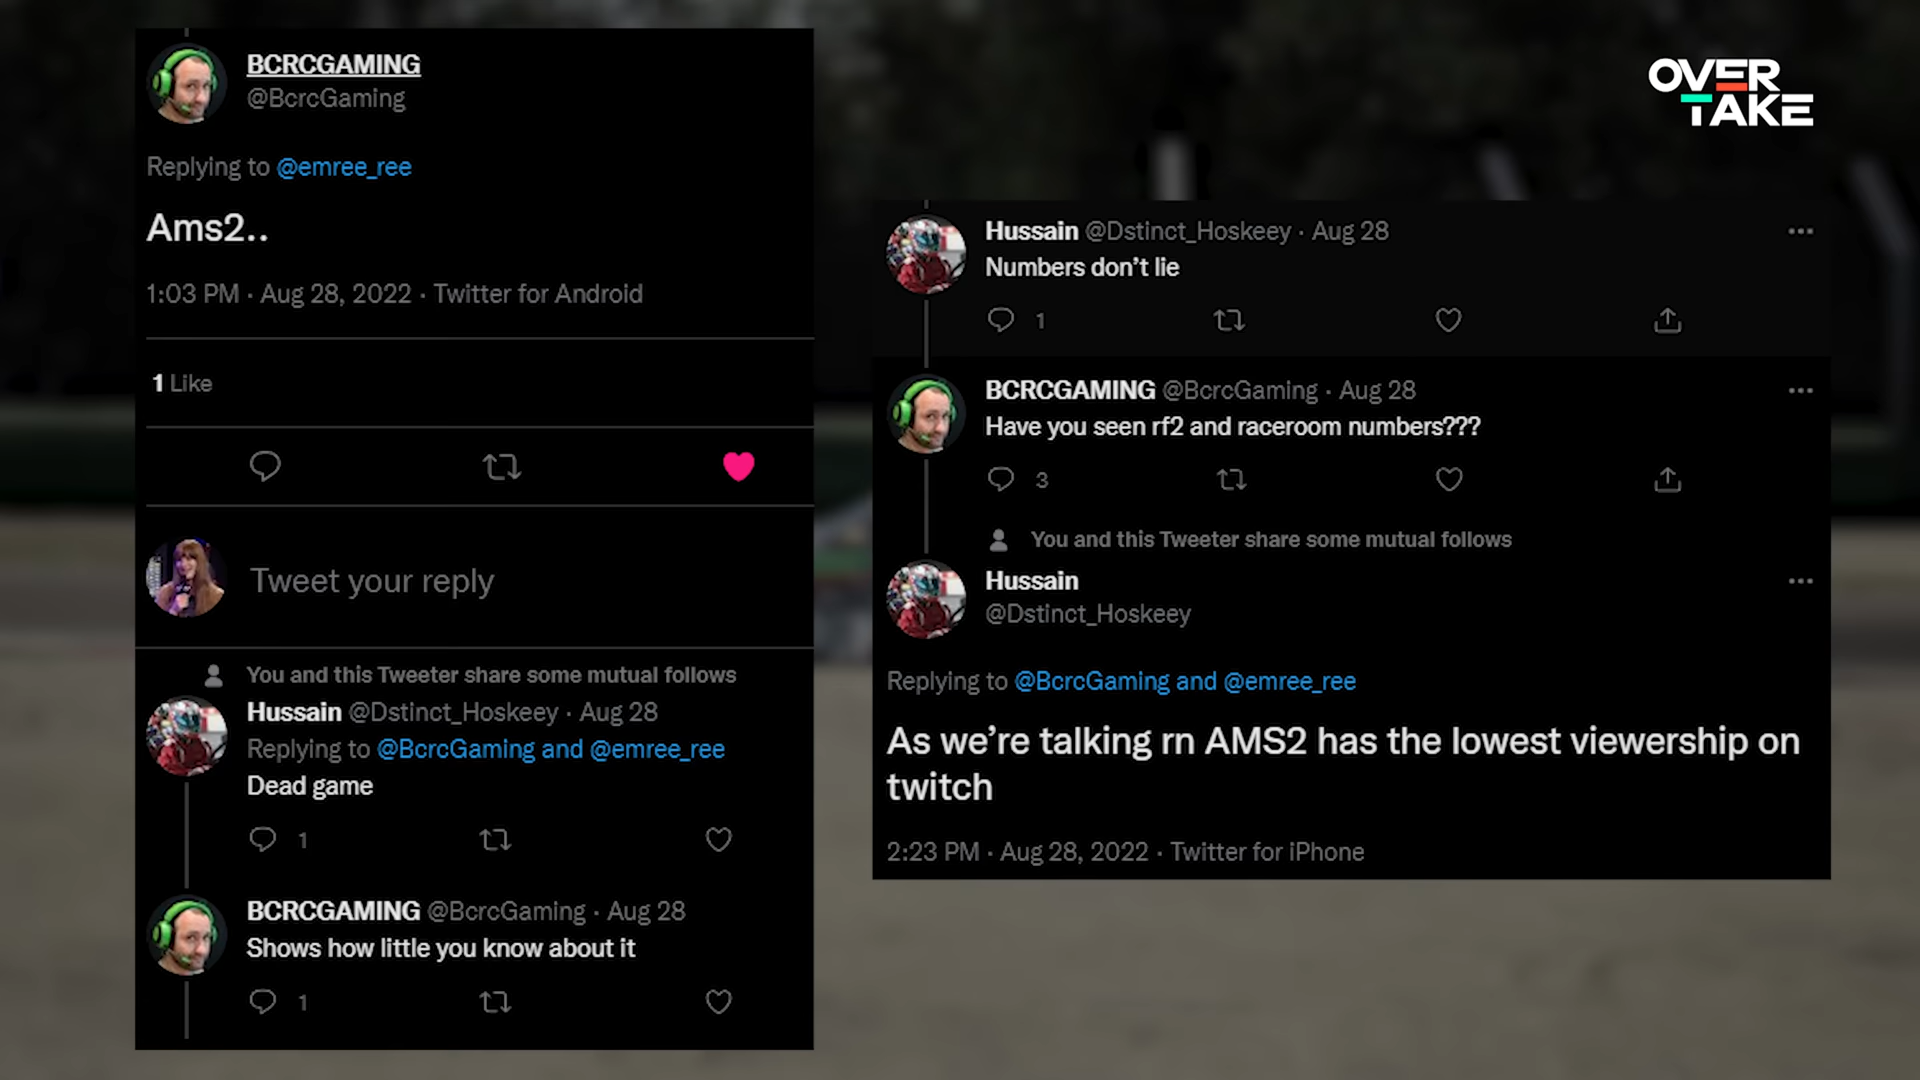 BCRCGAMING
@BcrcGaming
Replying to @emree_ree
Ams2..
1:03 PM · Aug 28, 2022 · Twitter for Android
1 Like
Tweet your reply
You and this Tweeter share some mutual follows
Hussain @Dstinct_Hoskeey · Aug 28
Replying to @BcrcGaming and @emree_ree
Dead game
1
BCRCGAMING @BcrcGaming · Aug 28
Shows how little you know about it
1
OVER
TAKE
Hussain @Dstinct_Hoskeey · Aug 28
Numbers don't lie
1
BCRCGAMING @BcrcGaming · Aug 28
Have you seen rf2 and raceroom numbers???
3
You and this Tweeter share some mutual follows
Hussain
@Dstinct_Hoskeey
Replying to @BcrcGaming and @emree_ree
As we're talking rn AMS2 has the lowest viewership on
twitch
2:23 PM · Aug 28, 2022 · Twitter for iPhone